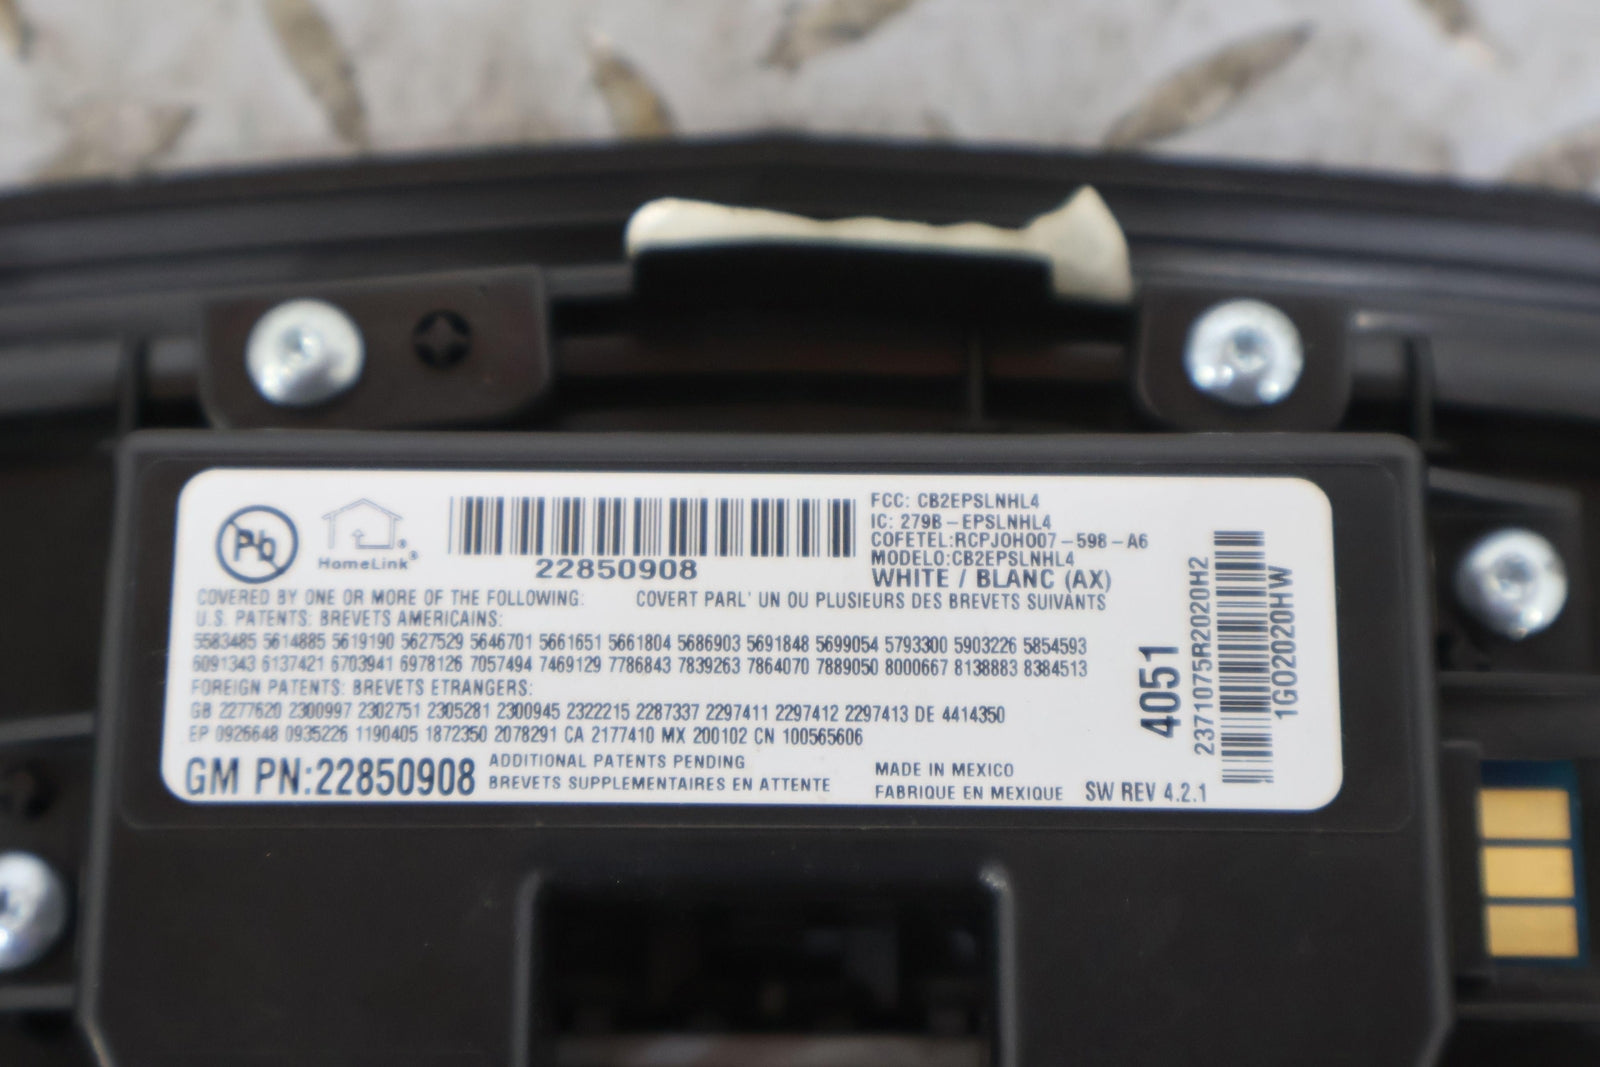 Pb
HomeLink®
22850908
FCC: CB2EPSLNHL4
IC: 279B-EPSLNHL4
COFETEL:RCPJOHO07-598-A6
MODELO:CB2EPSLNHL4
WHITE / BLANC (AX)
COVERED BY ONE OR MORE OF THE FOLLOWING: COVERT PARL' UN OU PLUSIEURS DES BREVETS SUIVANTS
U.S. PATENTS: BREVETS AMERICAINS:
5583485 5614885 5619190 5627529 5646701 5661651 5661804 5686903 5691848 5699054 5793300 5903226 5854593
6091343 6137421 6703941 6978126 7057494 7469129 7786843 7839263 7864070 7889050 8000667 8138883 8384513
FOREIGN PATENTS: BREVETS ETRANGERS:
GB 2277620 2300997 2302751 2305281 2300945 2322215 2287337 2297411 2297412 2297413 DE 4414350
EP 0926648 0935226 1190405 1872350 2078291 CA 2177410 MX 200102 CN 100565606
GM PN:22850908
ADDITIONAL PATENTS PENDING
BREVETS SUPPLEMENTAIRES EN ATTENTE
MADE IN MEXICO
FABRIQUE EN MEXIQUE
SW REV 4.2.1
4051
2371075R2020H2
1G02020HW